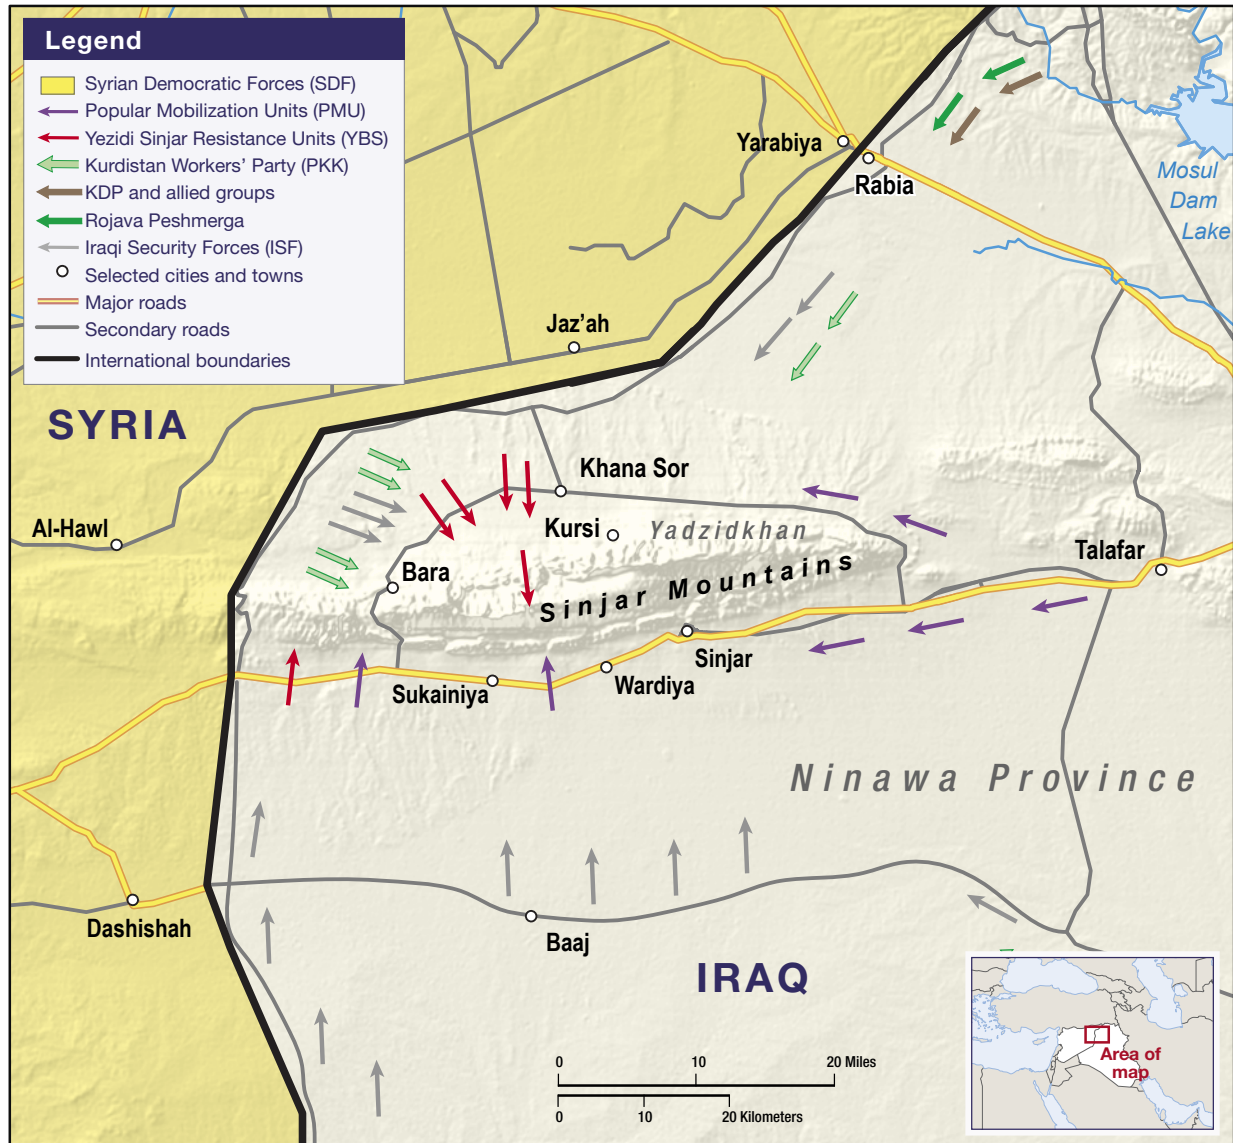 Legend
Syrian Democratic Forces (SDF)
Popular Mobilization Units (PMU)
Yezidi Sinjar Resistance Units (YBS)
Kurdistan Workers’ Party (PKK)
KDP and allied groups
Rojava Peshmerga
Iraqi Security Forces (ISF)
Selected cities and towns
Major roads
Secondary roads
International boundaries
Yarabiya
Rabia
Mosul
Dam
Lake
Jaz’ah
SYRIA
Khana Sor
Al-Hawl
Kursi
Yadzidkhan
Talafar
Bara
Sinjar Mountains
Sinjar
Wardiya
Sukainiya
Ninawa Province
Dashishah
Baaj
IRAQ
0 10 20 Miles
0 10 20 Kilometers
Area of
map